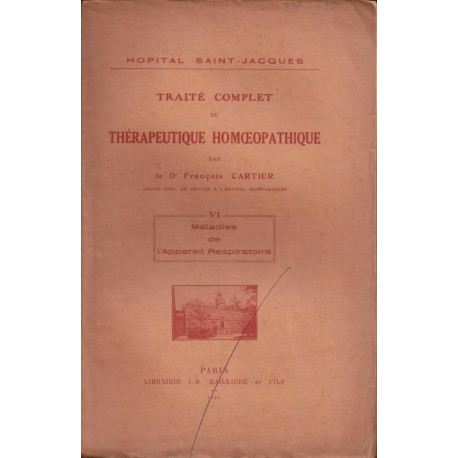 HOPITAL SAINT-JACQUES
TRAITÉ COMPLET
DE
THÉRAPEUTIQUE HOMŒOPATHIQUE
PAR
le Dr François CARTIER
VI
Maladies
de
l'Appareil Respiratoire
PARIS
LIBRAIRIE J.-B. BAILLIÈRE et FILS